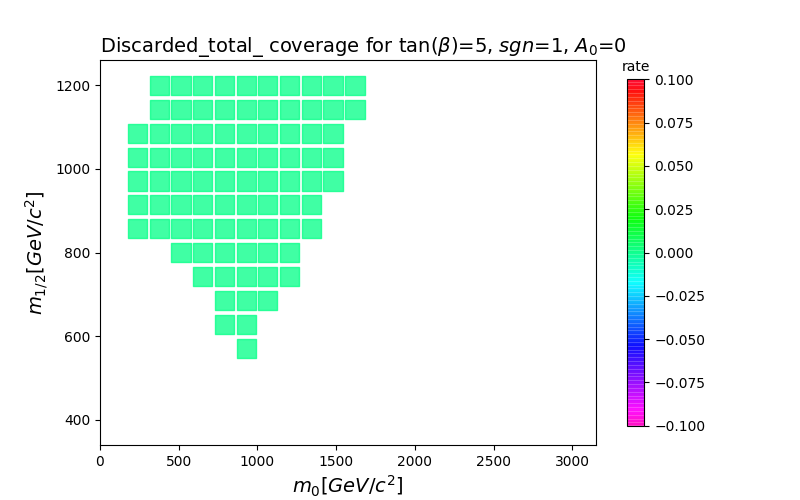 Discarded_total_ coverage for tan(β)=5, sgn=1, A₀=0
rate
1200
1000
800
600
400
m₁/₂[GeV/c²]
0 500 1000 1500 2000 2500 3000
m₀[GeV/c²]
0.100
0.075
0.050
0.025
0.000
−0.025
−0.050
−0.075
−0.100